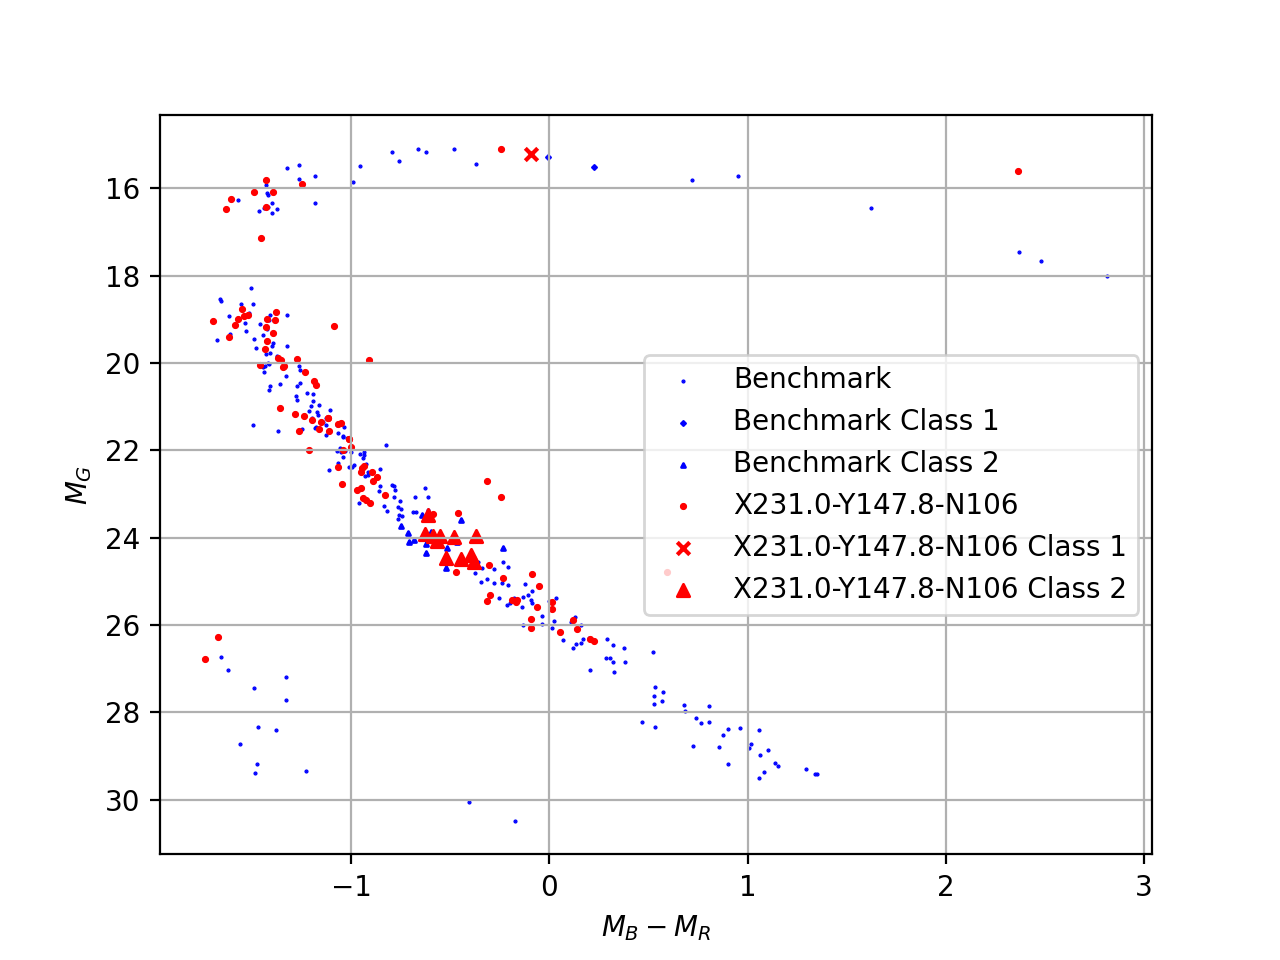 16
18
20
22
24
26
28
30
M_G
Benchmark
Benchmark Class 1
Benchmark Class 2
X231.0-Y147.8-N106
X231.0-Y147.8-N106 Class 1
X231.0-Y147.8-N106 Class 2
−1 0 1 2 3
M_B − M_R